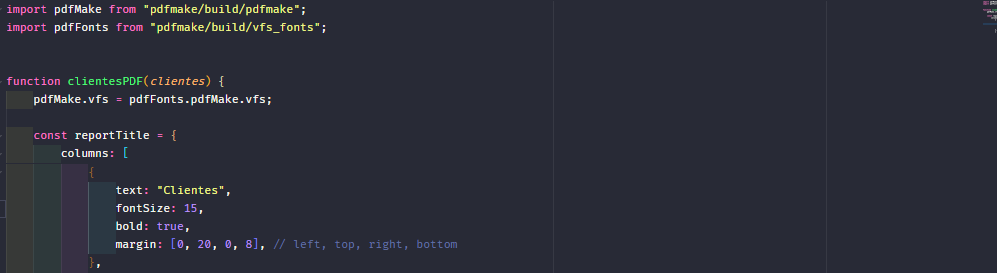 import pdfMake from "pdfmake/build/pdfmake";
import pdfFonts from "pdfmake/build/vfs_fonts";
function clientesPDF(clientes) {
pdfMake.vfs = pdfFonts.pdfMake.vfs;
const reportTitle = {
columns: [
{
text: "Clientes",
fontSize: 15,
bold: true,
margin: [0, 20, 0, 8], // left, top, right, bottom
},